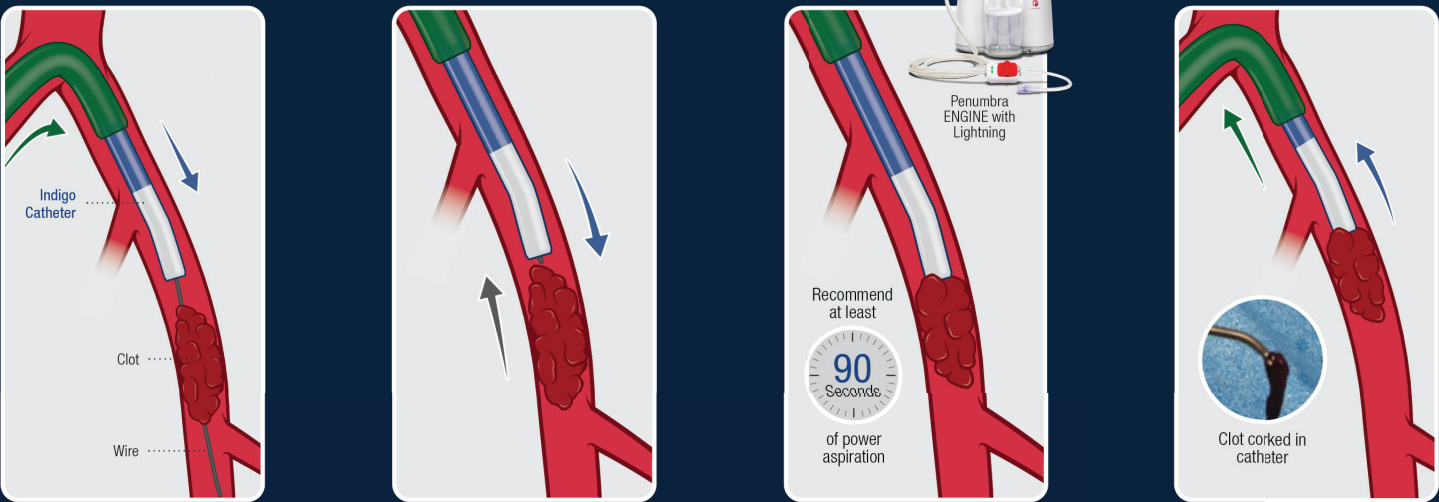 Indigo
Catheter
Clot
Wire
Penumbra
ENGINE with
Lightning
Recommend
at least
90
Seconds
of power
aspiration
Clot corked in
catheter